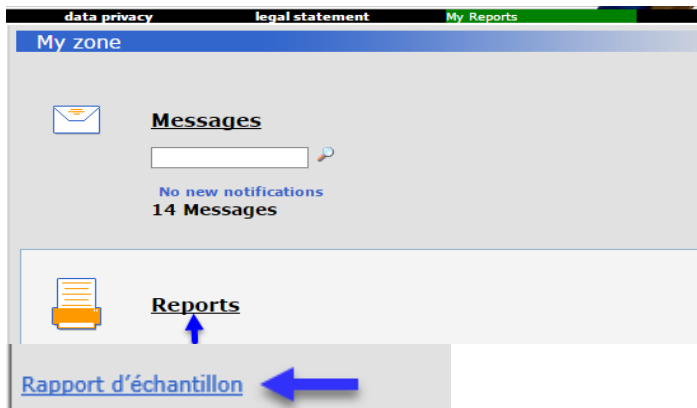 data privacy legal statement My Reports
My zone
Messages
No new notifications
14 Messages
Reports
Rapport d'échantillon